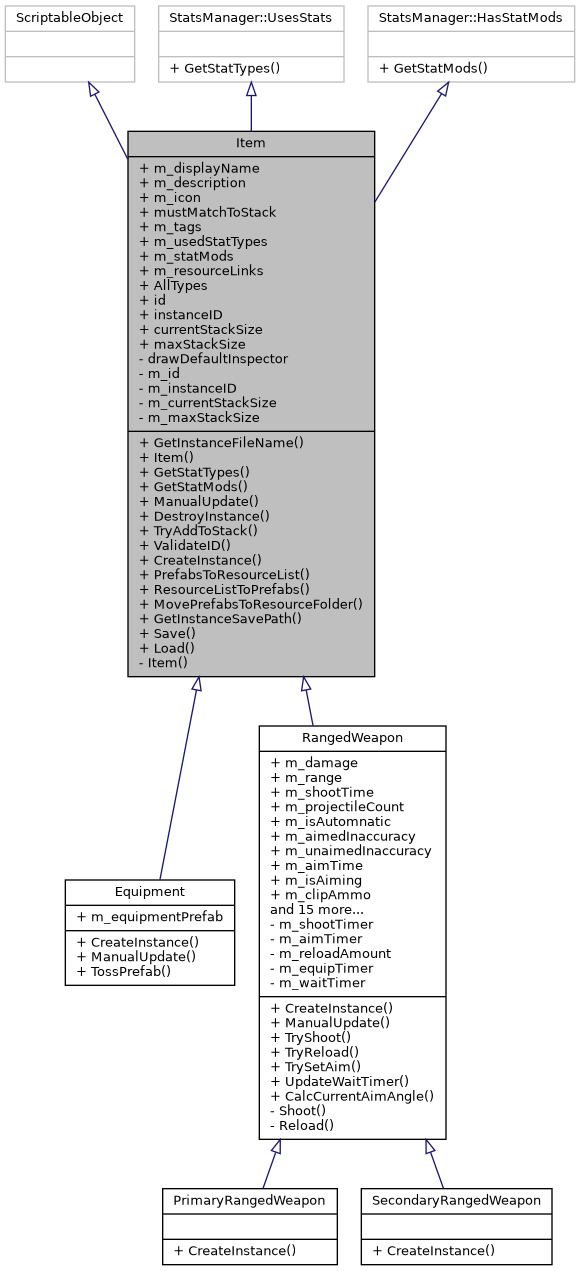 ScriptableObject
StatsManager::UsesStats
+ GetStatTypes()
StatsManager::HasStatMods
+ GetStatMods()
Item
+ m_displayName
+ m_description
+ m_icon
+ mustMatchToStack
+ m_tags
+ m_usedStatTypes
+ m_statMods
+ m_resourceLinks
+ AllTypes
+ id
+ instanceID
+ currentStackSize
+ maxStackSize
- drawDefaultInspector
- m_id
- m_instanceID
- m_currentStackSize
- m_maxStackSize
+ GetInstanceFileName()
+ Item()
+ GetStatTypes()
+ GetStatMods()
+ ManualUpdate()
+ DestroyInstance()
+ TryAddToStack()
+ ValidateID()
+ CreateInstance()
+ PrefabsToResourceList()
+ ResourceListToPrefabs()
+ MovePrefabsToResourceFolder()
+ GetInstanceSavePath()
+ Save()
+ Load()
- Item()
Equipment
+ m_equipmentPrefab
+ CreateInstance()
+ ManualUpdate()
+ TossPrefab()
RangedWeapon
+ m_damage
+ m_range
+ m_shootTime
+ m_projectileCount
+ m_isAutomnatic
+ m_aimedInaccuracy
+ m_unaimedInaccuracy
+ m_aimTime
+ m_isAiming
+ m_clipAmmo
and 15 more...
- m_shootTimer
- m_aimTimer
- m_reloadAmount
- m_equipTimer
- m_waitTimer
+ CreateInstance()
+ ManualUpdate()
+ TryShoot()
+ TryReload()
+ TrySetAim()
+ UpdateWaitTimer()
+ CalcCurrentAimAngle()
- Shoot()
- Reload()
PrimaryRangedWeapon
+ CreateInstance()
SecondaryRangedWeapon
+ CreateInstance()